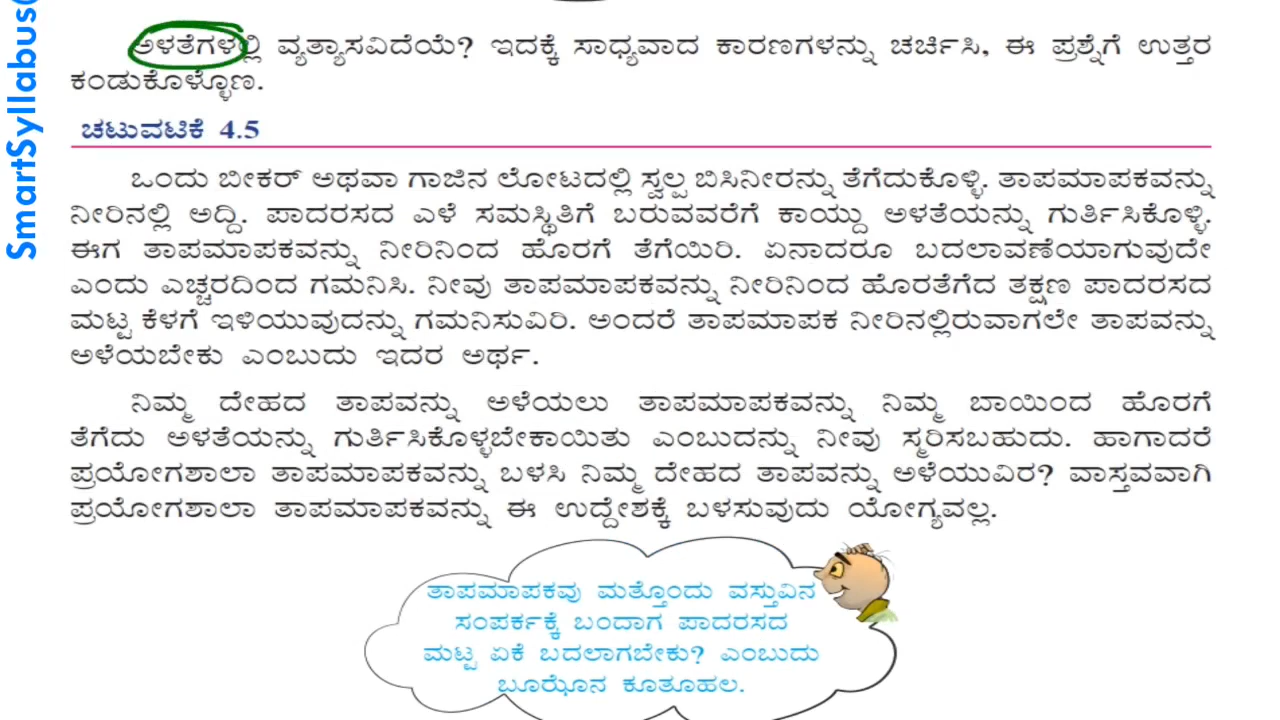 SmartSyllabus
ಅಳತೆಗಳಲ್ಲಿ ವ್ಯತ್ಯಾಸವಿದೆಯೆ? ಇದಕ್ಕೆ ಸಾಧ್ಯವಾದ ಕಾರಣಗಳನ್ನು ಚರ್ಚಿಸಿ, ಈ ಪ್ರಶ್ನೆಗೆ ಉತ್ತರ
ಕಂಡುಕೊಳ್ಳೋಣ.
ಚಟುವಟಿಕೆ 4.5
ಒಂದು ಬೀಕರ್ ಅಥವಾ ಗಾಜಿನ ಲೋಟದಲ್ಲಿ ಸ್ವಲ್ಪ ಬಿಸಿನೀರನ್ನು ತೆಗೆದುಕೊಳ್ಳಿ. ತಾಪಮಾಪಕವನ್ನು
ನೀರಿನಲ್ಲಿ ಅದ್ದಿ. ಪಾದರಸದ ಎಳೆ ಸಮಸ್ಥಿತಿಗೆ ಬರುವವರೆಗೆ ಕಾಯ್ದು ಅಳತೆಯನ್ನು ಗುರ್ತಿಸಿಕೊಳ್ಳಿ.
ಈಗ ತಾಪಮಾಪಕವನ್ನು ನೀರಿನಿಂದ ಹೊರಗೆ ತೆಗೆಯಿರಿ. ಏನಾದರೂ ಬದಲಾವಣೆಯಾಗುವುದೇ
ಎಂದು ಎಚ್ಚರದಿಂದ ಗಮನಿಸಿ. ನೀವು ತಾಪಮಾಪಕವನ್ನು ನೀರಿನಿಂದ ಹೊರತೆಗೆದ ತಕ್ಷಣ ಪಾದರಸದ
ಮಟ್ಟ ಕೆಳಗೆ ಇಳಿಯುವುದನ್ನು ಗಮನಿಸುವಿರಿ. ಅಂದರೆ ತಾಪಮಾಪಕ ನೀರಿನಲ್ಲಿರುವಾಗಲೇ ತಾಪವನ್ನು
ಅಳೆಯಬೇಕು ಎಂಬುದು ಇದರ ಅರ್ಥ.
ನಿಮ್ಮ ದೇಹದ ತಾಪವನ್ನು ಅಳೆಯಲು ತಾಪಮಾಪಕವನ್ನು ನಿಮ್ಮ ಬಾಯಿಂದ ಹೊರಗೆ
ತೆಗೆದು ಅಳತೆಯನ್ನು ಗುರ್ತಿಸಿಕೊಳ್ಳಬೇಕಾಯಿತು ಎಂಬುದನ್ನು ನೀವು ಸ್ಮರಿಸಬಹುದು. ಹಾಗಾದರೆ
ಪ್ರಯೋಗಶಾಲಾ ತಾಪಮಾಪಕವನ್ನು ಬಳಸಿ ನಿಮ್ಮ ದೇಹದ ತಾಪವನ್ನು ಅಳೆಯುವಿರ? ವಾಸ್ತವವಾಗಿ
ಪ್ರಯೋಗಶಾಲಾ ತಾಪಮಾಪಕವನ್ನು ಈ ಉದ್ದೇಶಕ್ಕೆ ಬಳಸುವುದು ಯೋಗ್ಯವಲ್ಲ.
ತಾಪಮಾಪಕವು ಮತ್ತೊಂದು ವಸ್ತುವಿನ
ಸಂಪರ್ಕಕ್ಕೆ ಬಂದಾಗ ಪಾದರಸದ
ಮಟ್ಟ ಏಕೆ ಬದಲಾಗಬೇಕು? ಎಂಬುದು
ಬೂಝೊನ ಕೂತೂಹಲ.